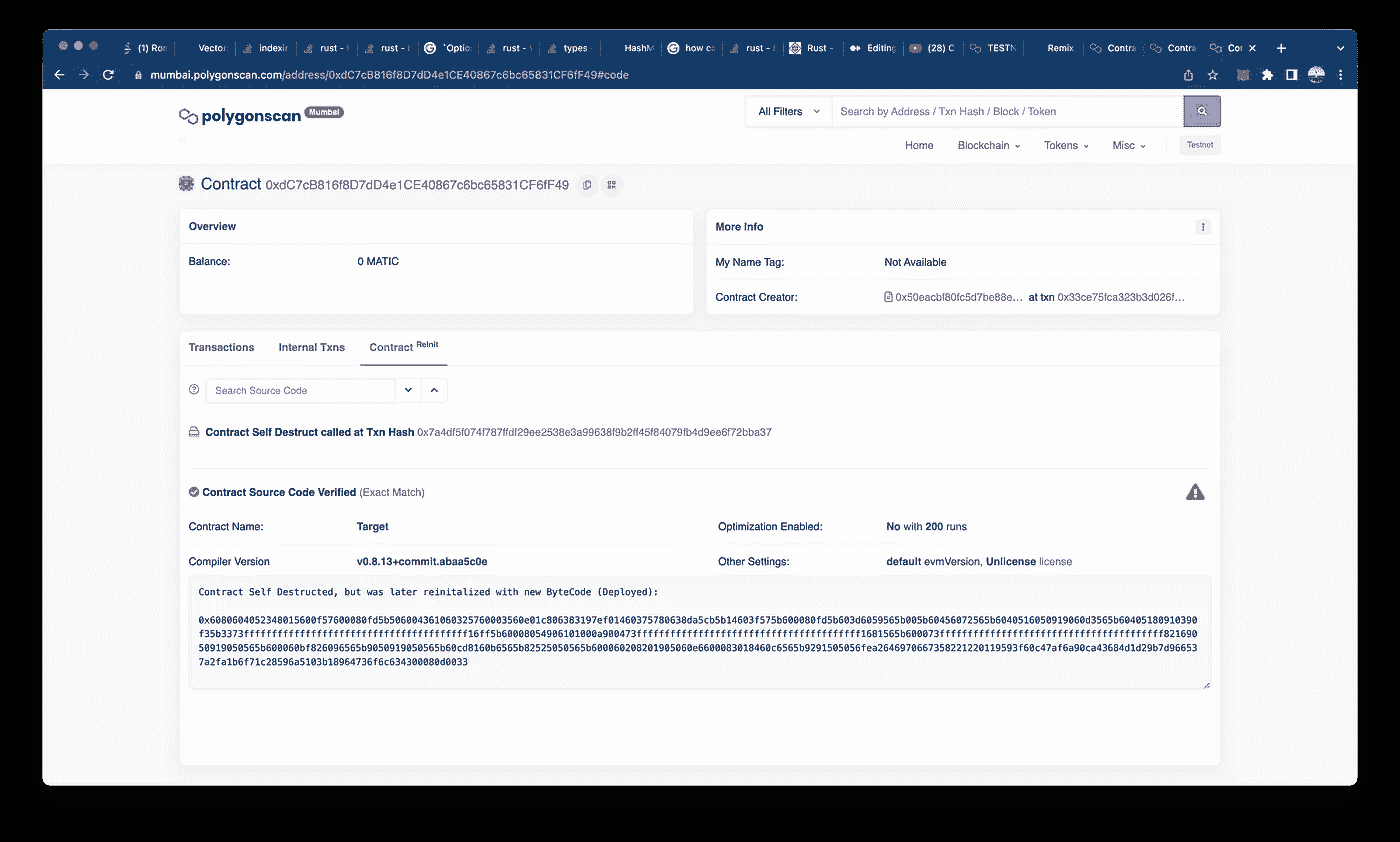 (1) Ron Vector: indexin rust - rust - `Optio: rust - types HashM how ca rust - Rust - Editing (28) C TESTN Remix Contra Contra Cor
mumbai.polygonscan.com/address/0xdC7cB816f8D7dD4e1CE40867c6bc65831CF6fF49#code
polygonscan Mumbai
All Filters Search by Address / Txn Hash / Block / Token
Home Blockchain Tokens Misc Testnet
Contract 0xdC7cB816f8D7dD4e1CE40867c6bc65831CF6fF49
Overview
Balance: 0 MATIC
More Info
My Name Tag: Not Available
Contract Creator: 0x50eacbf80fc5d7be88e... at txn 0x33ce75fca323b3d026f...
Transactions Internal Txns Contract ReInit
Search Source Code
Contract Self Destruct called at Txn Hash 0x7a4df5f074f787ffdf29ee2538e3a99638f9b2ff45f84079fb4d9ee6f72bba37
Contract Source Code Verified (Exact Match)
Contract Name: Target Optimization Enabled: No with 200 runs
Compiler Version v0.8.13+commit.abaa5c0e Other Settings: default evmVersion, Unlicense license
Contract Self Destructed, but was later reinitalized with new ByteCode (Deployed):